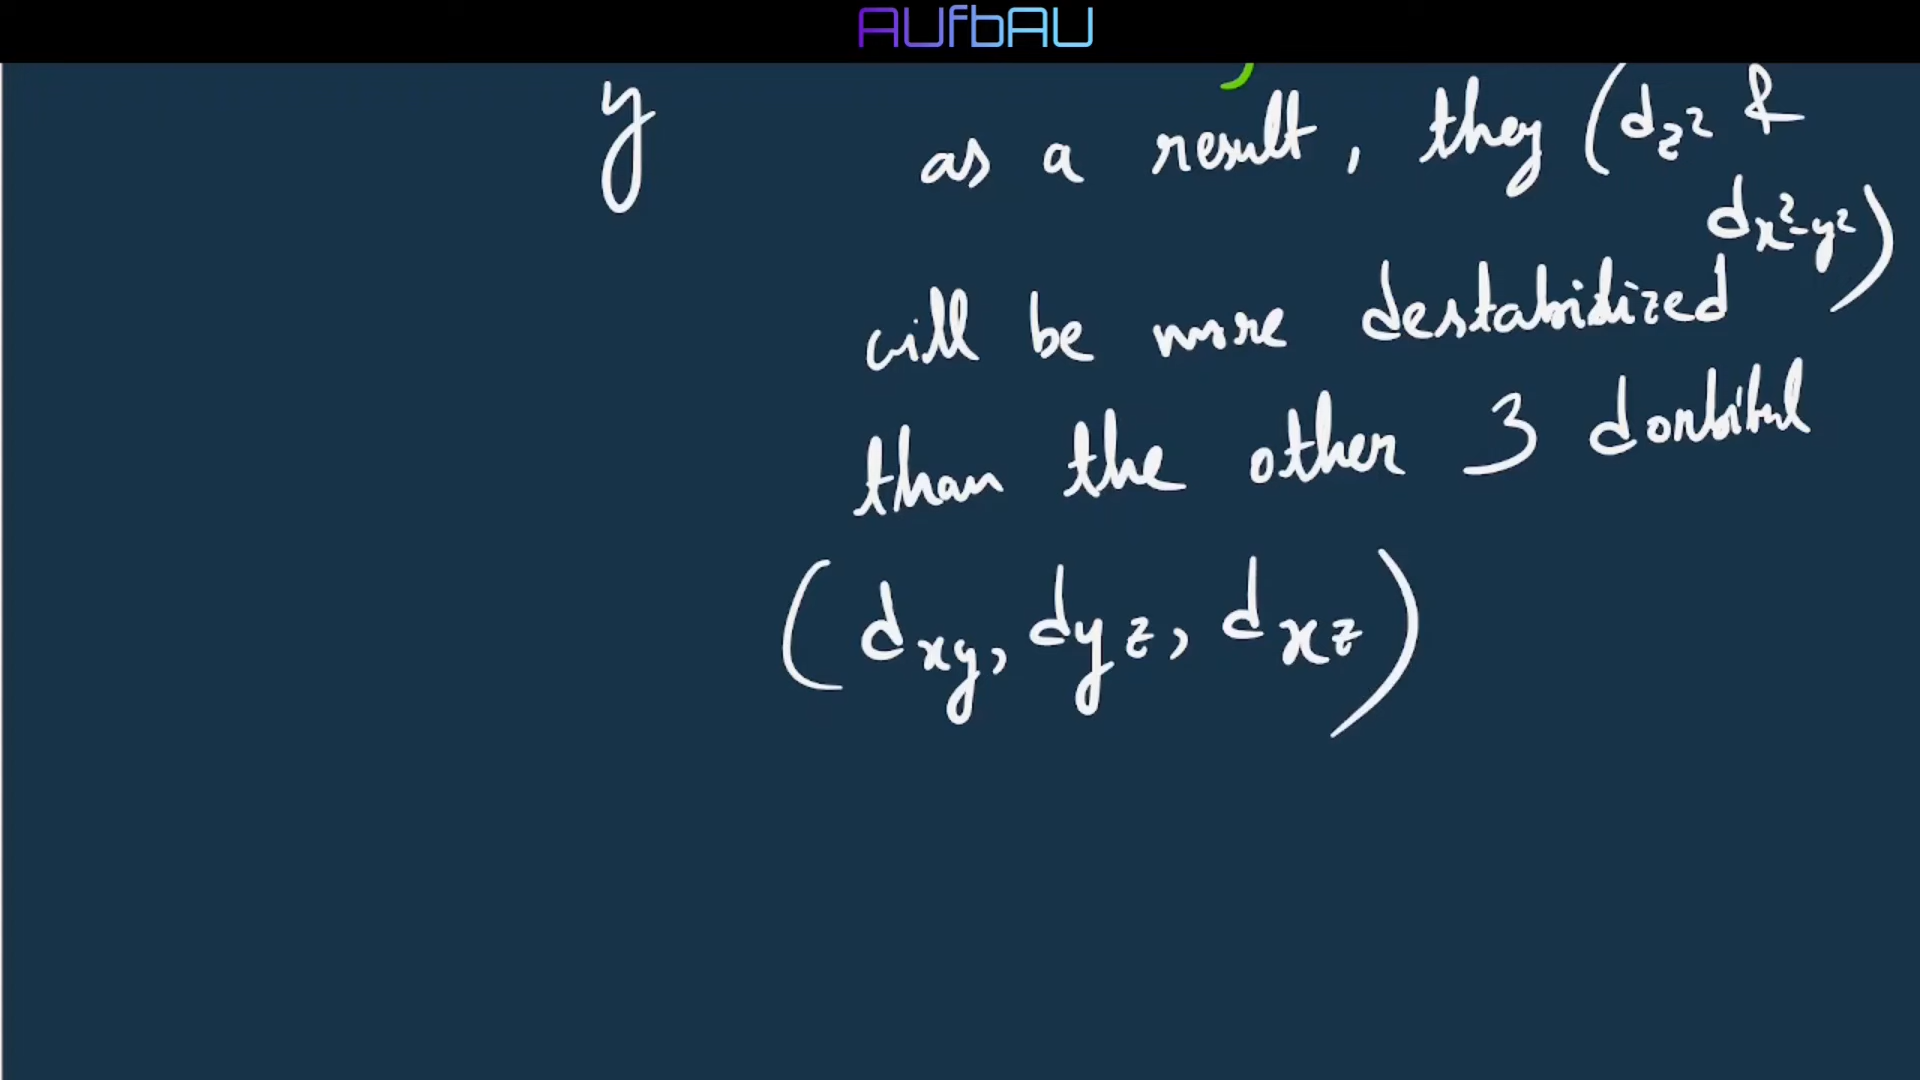 AUfbAU
y
as a result, they (dz² &
dx²-y²)
will be more destabilized
than the other 3 d orbital
(dxy, dyz, dxz)